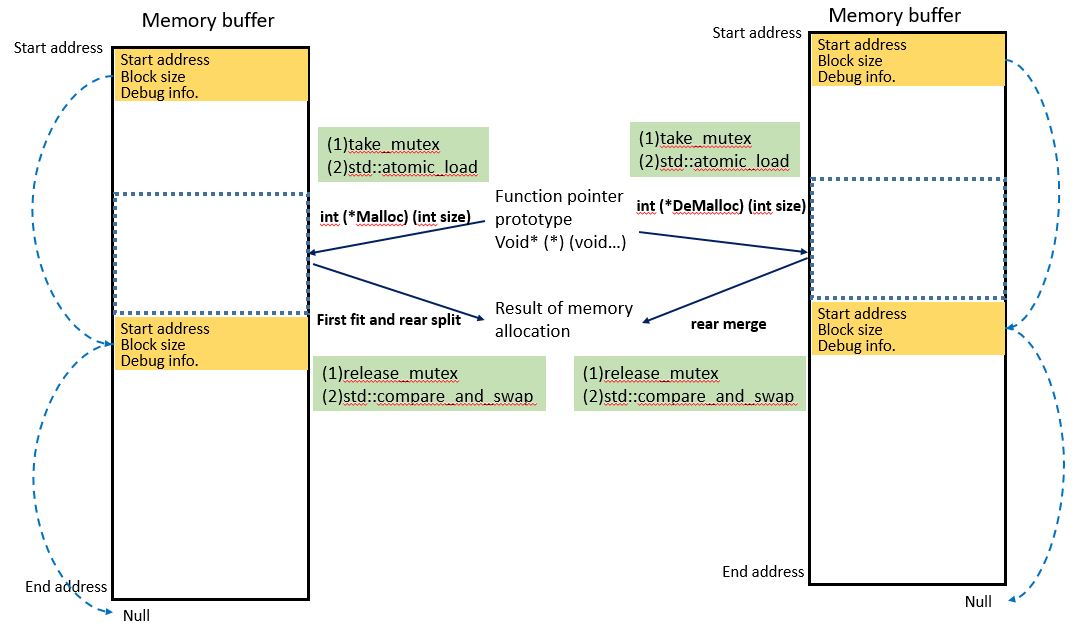 Memory buffer
Start address
Start address
Block size
Debug info.
(1)take_mutex
(2)std::atomic_load
int (*Malloc) (int size)
First fit and rear split
Start address
Block size
Debug info.
(1)release_mutex
(2)std::compare_and_swap
End address
Null
Function pointer
prototype
Void* (*) (void...)
Result of memory
allocation
Memory buffer
Start address
Start address
Block size
Debug info.
(1)take_mutex
(2)std::atomic_load
int (*DeMalloc) (int size)
rear merge
Start address
Block size
Debug info.
(1)release_mutex
(2)std::compare_and_swap
End address
Null